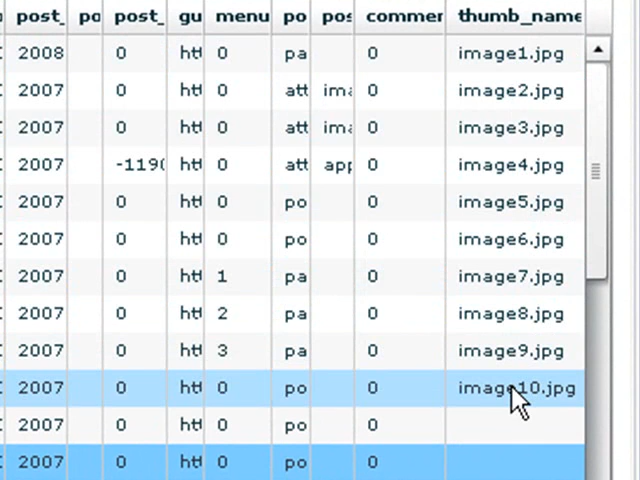 post_ po post_ gu menu po pos commer thumb_name
2008 0 htt 0 pa 0 image1.jpg
2007 0 htt 0 att ima 0 image2.jpg
2007 0 htt 0 att ima 0 image3.jpg
2007 -1190 htt 0 att app 0 image4.jpg
2007 0 htt 0 po 0 image5.jpg
2007 0 htt 0 po 0 image6.jpg
2007 0 htt 1 pa 0 image7.jpg
2007 0 htt 2 pa 0 image8.jpg
2007 0 htt 3 pa 0 image9.jpg
2007 0 htt 0 po 0 image10.jpg
2007 0 htt 0 po 0
2007 0 htt 0 po 0